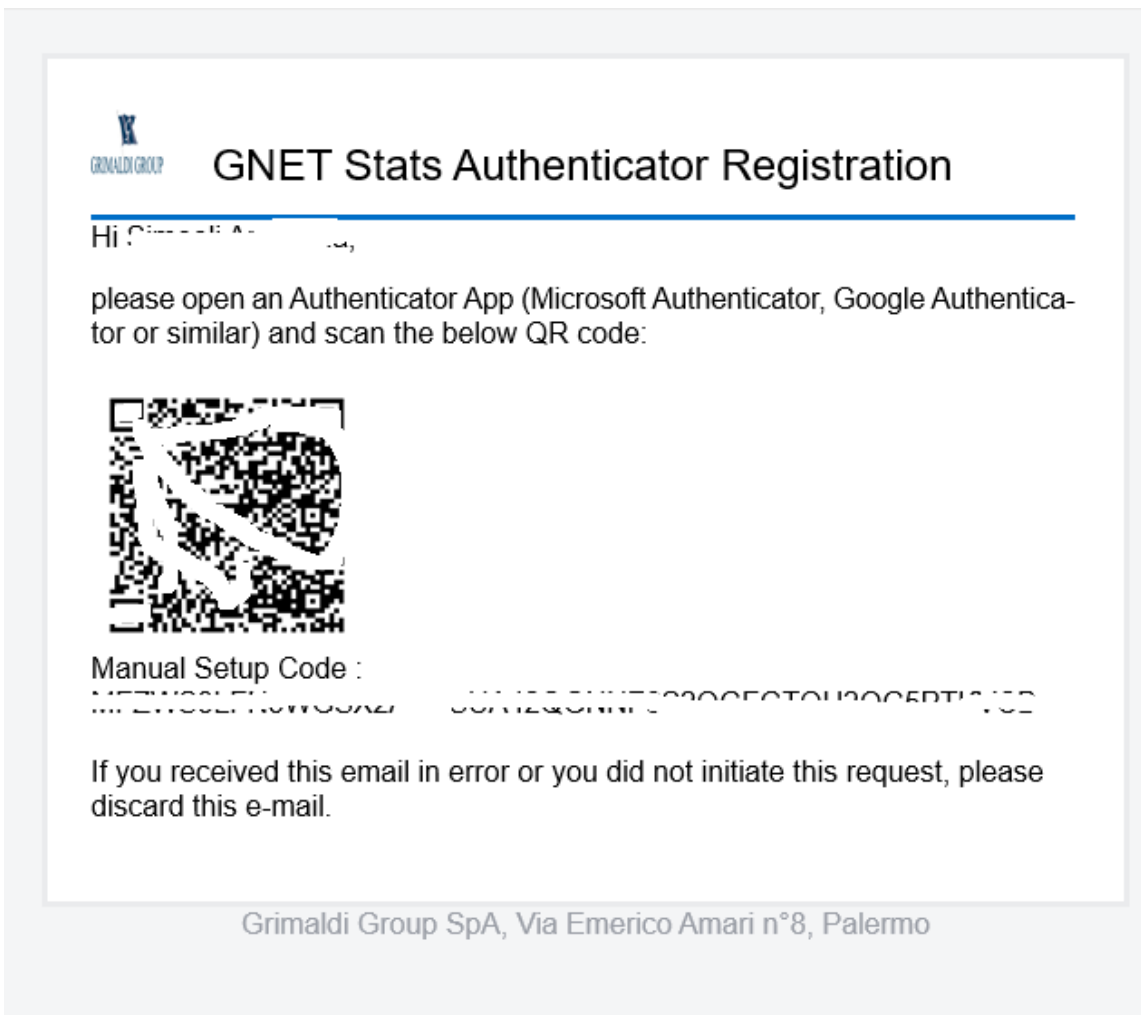 GRIMALDI GROUP
GNET Stats Authenticator Registration
Hi
please open an Authenticator App (Microsoft Authenticator, Google Authentica-
tor or similar) and scan the below QR code:
Manual Setup Code :
If you received this email in error or you did not initiate this request, please
discard this e-mail.
Grimaldi Group SpA, Via Emerico Amari n°8, Palermo